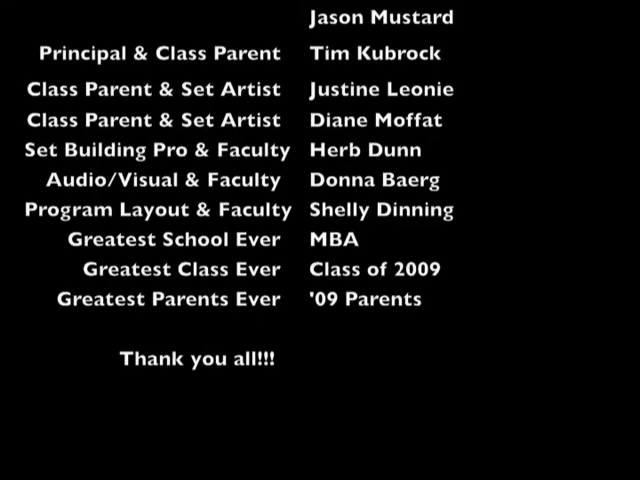 Jason Mustard
Principal & Class Parent Tim Kubrock
Class Parent & Set Artist Justine Leonie
Class Parent & Set Artist Diane Moffat
Set Building Pro & Faculty Herb Dunn
Audio/Visual & Faculty Donna Baerg
Program Layout & Faculty Shelly Dinning
Greatest School Ever MBA
Greatest Class Ever Class of 2009
Greatest Parents Ever '09 Parents
Thank you all!!!